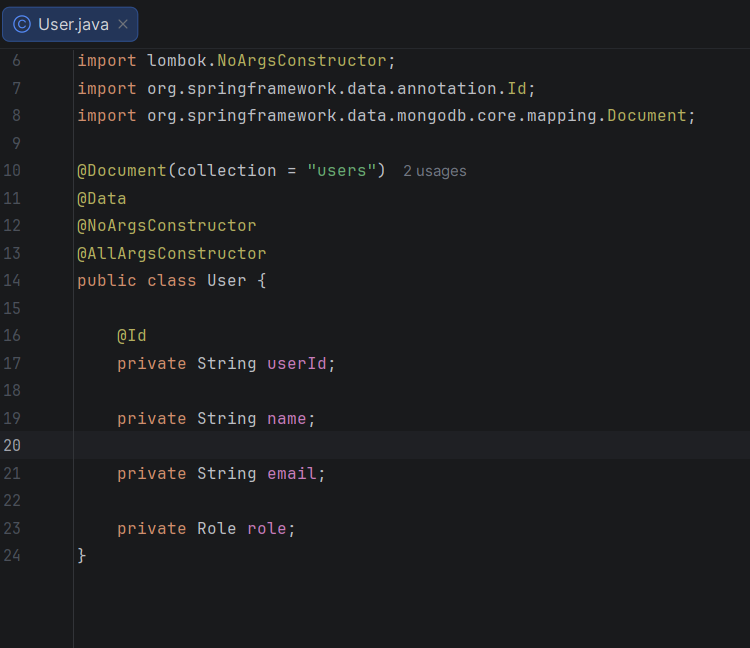 User.java
6 import lombok.NoArgsConstructor;
7 import org.springframework.data.annotation.Id;
8 import org.springframework.data.mongodb.core.mapping.Document;
9
10 @Document(collection = "users") 2 usages
11 @Data
12 @NoArgsConstructor
13 @AllArgsConstructor
14 public class User {
15
16 @Id
17 private String userId;
18
19 private String name;
20
21 private String email;
22
23 private Role role;
24 }